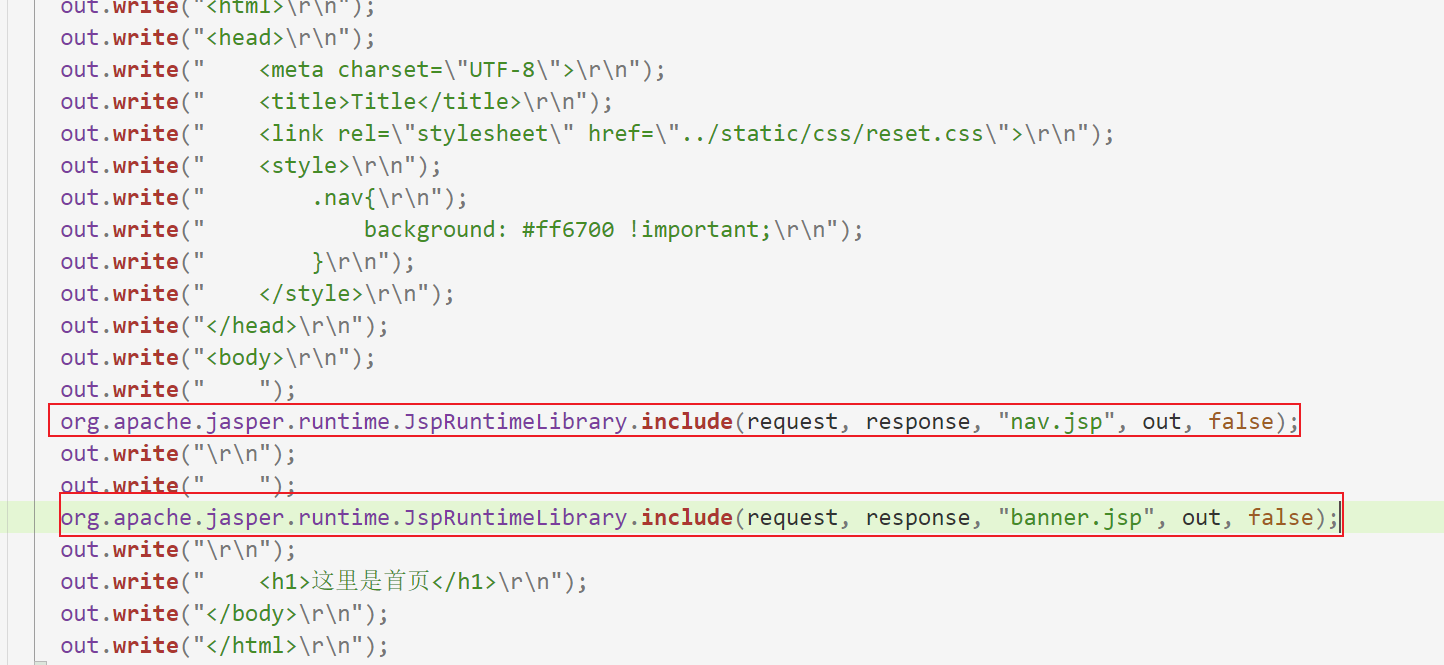 out.write("<html>\r\n");
out.write("<head>\r\n");
out.write("    <meta charset=\"UTF-8\">\r\n");
out.write("    <title>Title</title>\r\n");
out.write("    <link rel=\"stylesheet\" href=\"../static/css/reset.css\">\r\n");
out.write("    <style>\r\n");
out.write("        .nav{\r\n");
out.write("            background: #ff6700 !important;\r\n");
out.write("        }\r\n");
out.write("    </style>\r\n");
out.write("</head>\r\n");
out.write("<body>\r\n");
out.write("    ");
org.apache.jasper.runtime.JspRuntimeLibrary.include(request, response, "nav.jsp", out, false);
out.write("\r\n");
out.write("    ");
org.apache.jasper.runtime.JspRuntimeLibrary.include(request, response, "banner.jsp", out, false);
out.write("\r\n");
out.write("    <h1>这里是首页</h1>\r\n");
out.write("</body>\r\n");
out.write("</html>\r\n");